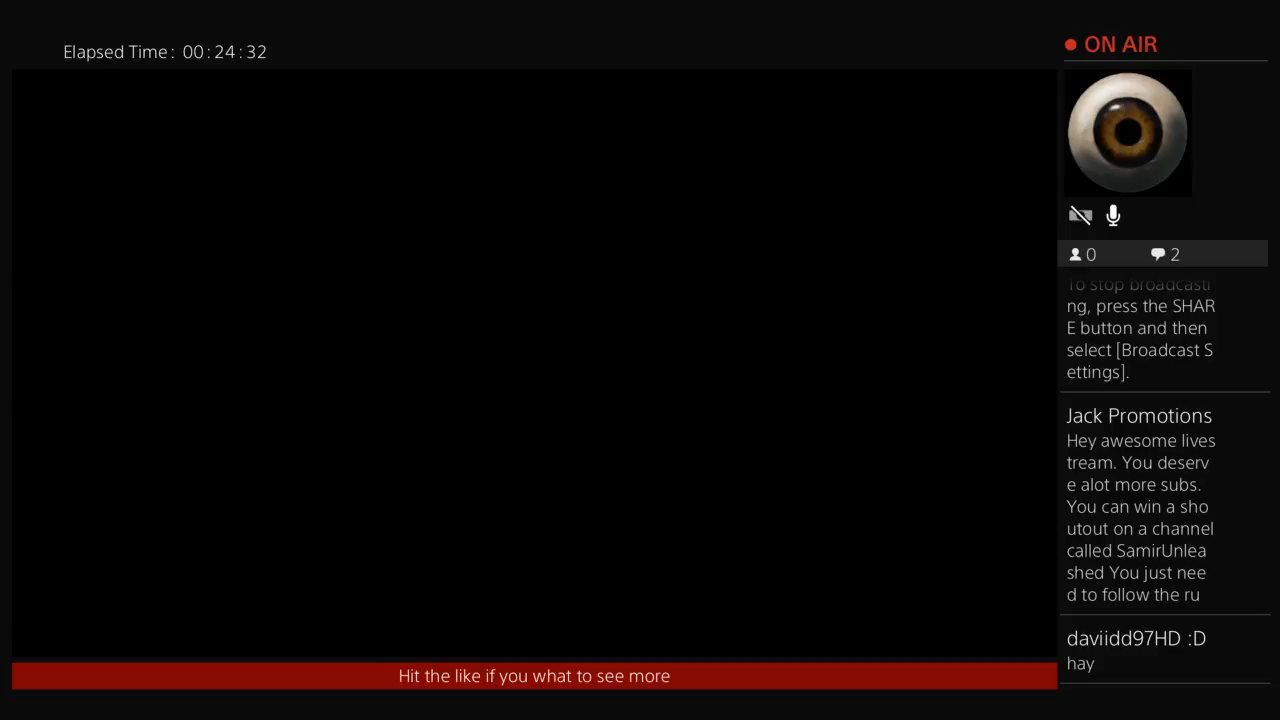 Elapsed Time: 00:24:32
ON AIR
0 2
To stop broadcasti
ng, press the SHAR
E button and then
select [Broadcast S
ettings].
Jack Promotions
Hey awesome lives
tream. You deserv
e alot more subs.
You can win a sho
utout on a channel
called SamirUnlea
shed You just nee
d to follow the ru
daviidd97HD :D
hay
Hit the like if you what to see more